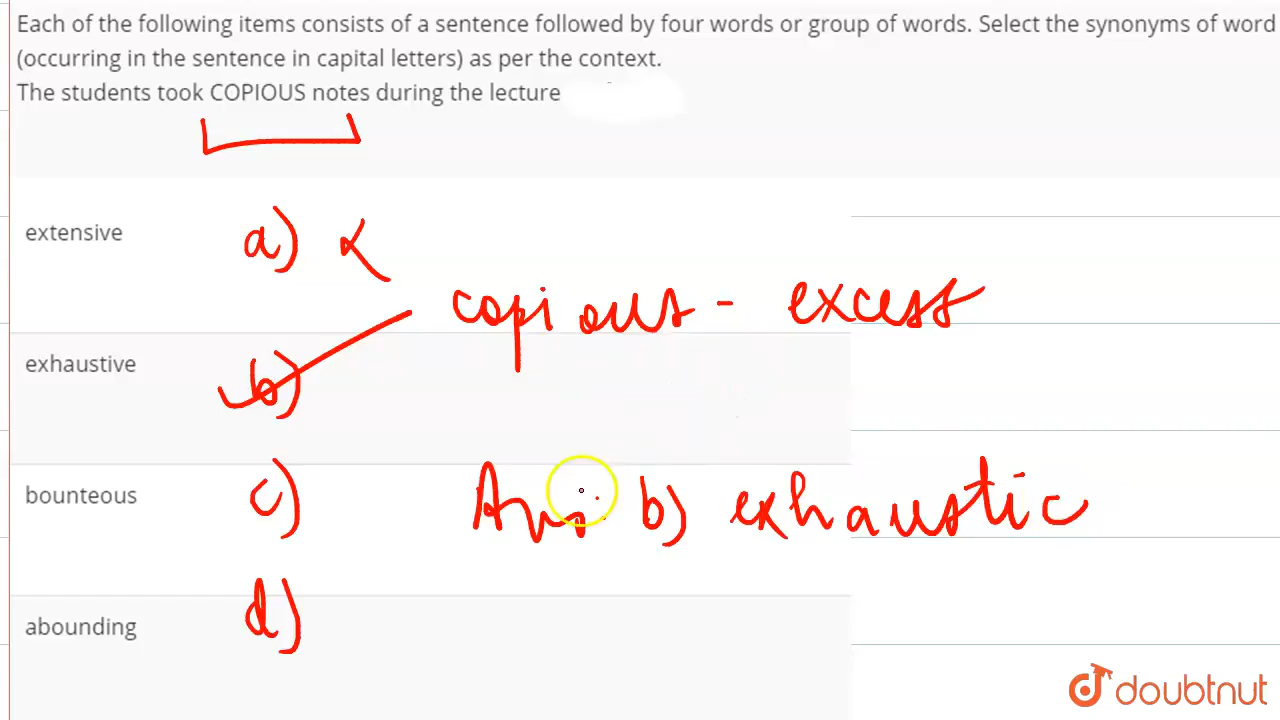 Each of the following items consists of a sentence followed by four words or group of words. Select the synonyms of word
(occurring in the sentence in capital letters) as per the context.
The students took COPIOUS notes during the lecture
extensive a)
copious - excess
exhaustive b)
bounteous c)
Ans. b) exhaustic
abounding d)
doubtnut